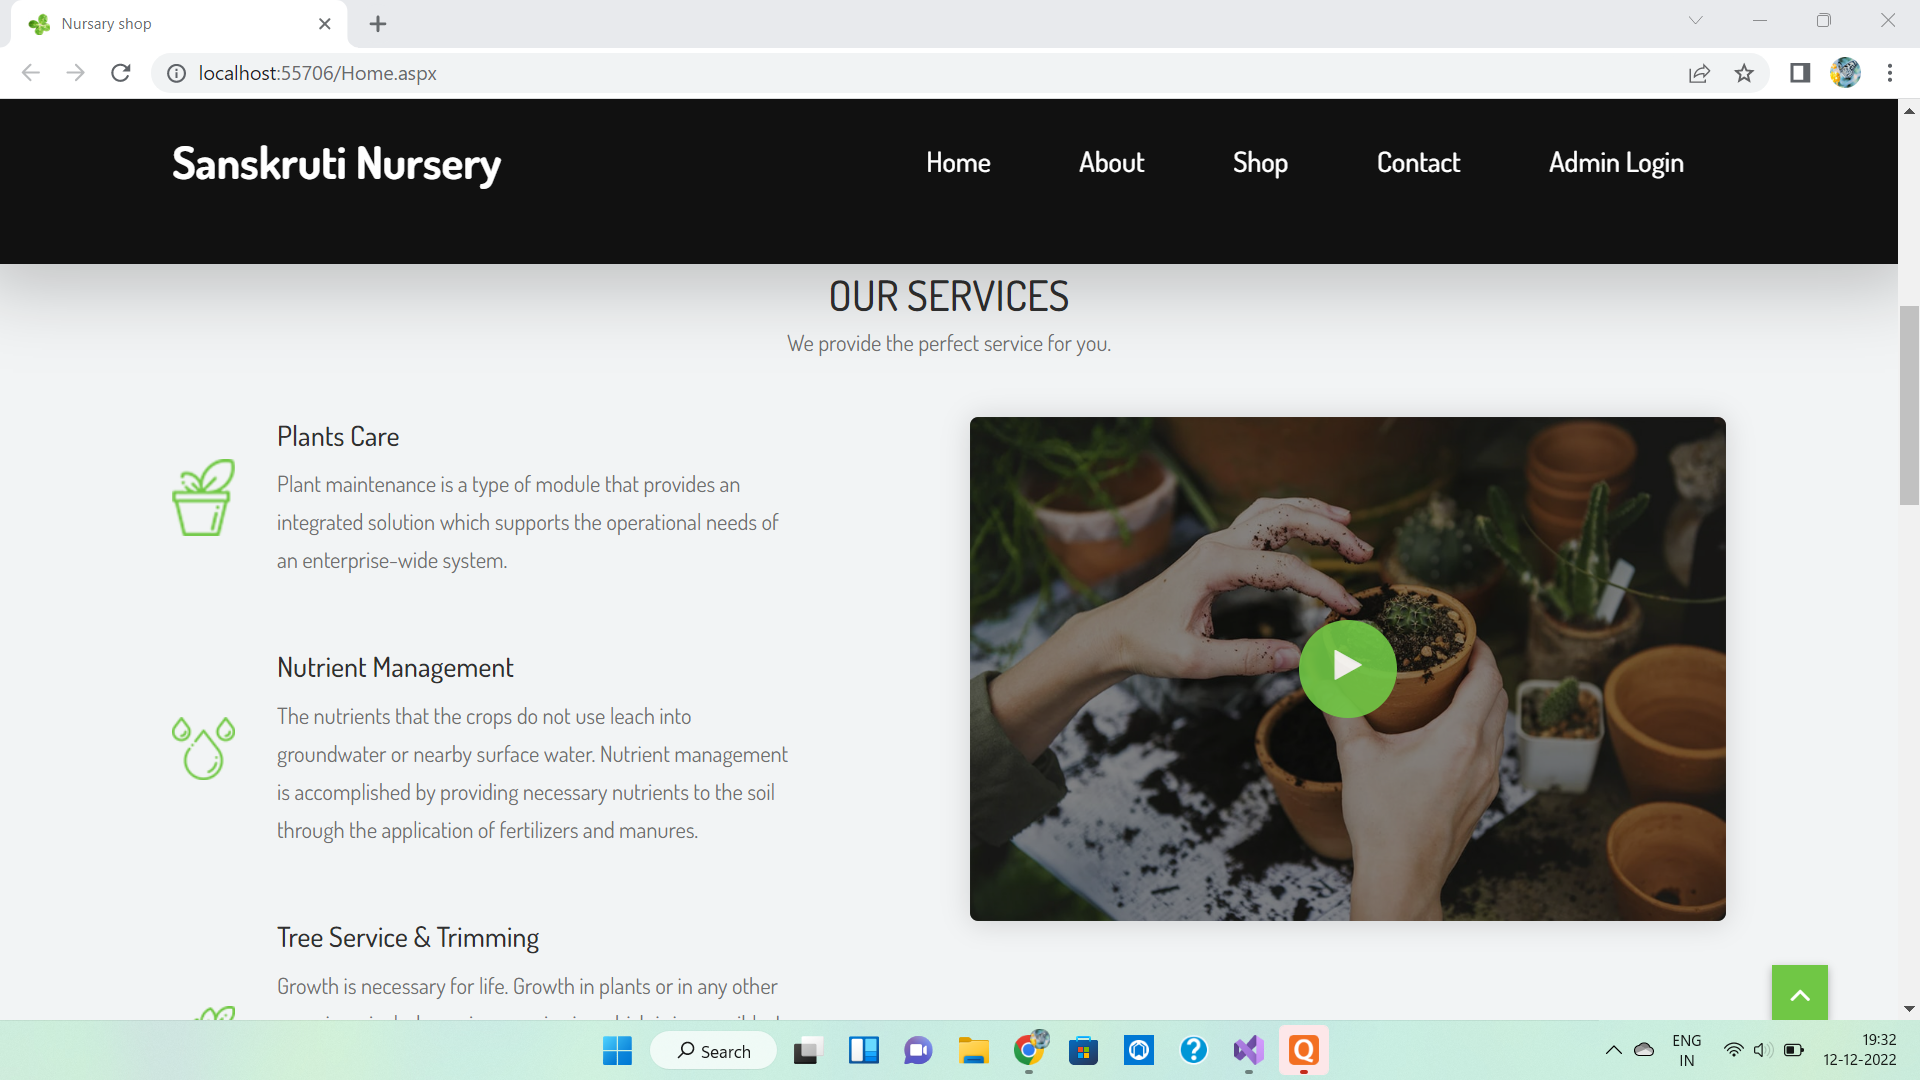 Nursary shop
localhost:55706/Home.aspx
Sanskruti Nursery
Home
About
Shop
Contact
Admin Login
OUR SERVICES
We provide the perfect service for you.
Plants Care
Plant maintenance is a type of module that provides an
integrated solution which supports the operational needs of
an enterprise-wide system.
Nutrient Management
The nutrients that the crops do not use leach into
groundwater or nearby surface water. Nutrient management
is accomplished by providing necessary nutrients to the soil
through the application of fertilizers and manures.
Tree Service & Trimming
Growth is necessary for life. Growth in plants or in any other
Search
ENG
IN
19:32
12-12-2022